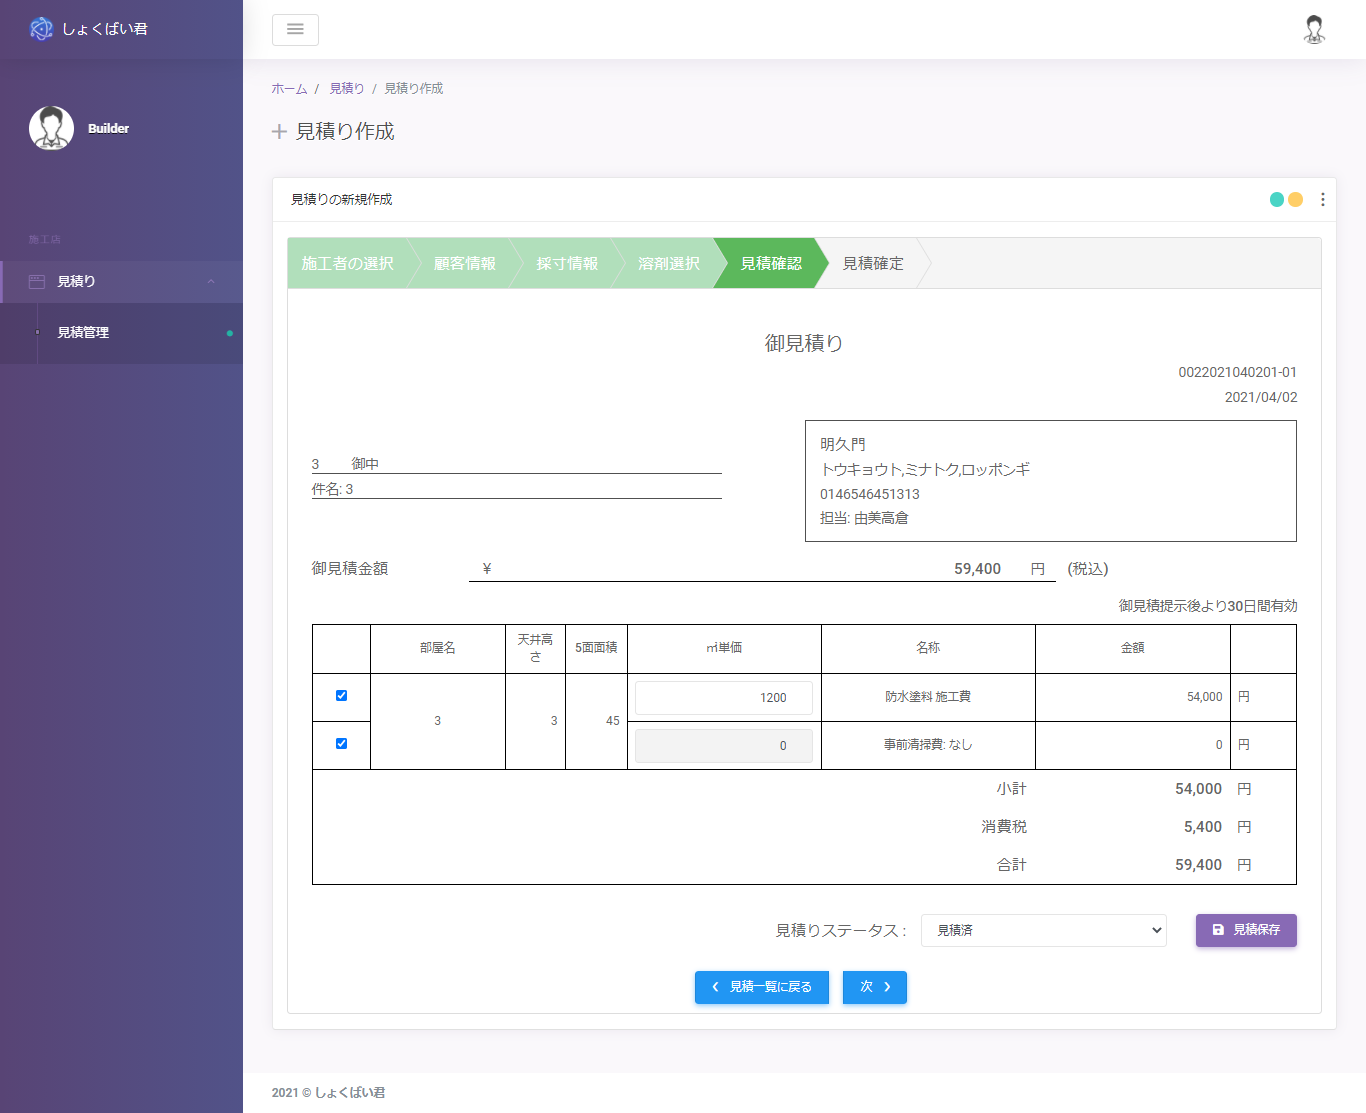 しょくばい君
Builder
施工店
見積り
見積管理
ホーム / 見積り / 見積り作成
見積り作成
見積りの新規作成
施工者の選択 顧客情報 採寸情報 溶剤選択 見積確認 見積確定
御見積り
0022021040201-01
2021/04/02
明久門
トウキョウト,ミナトク,ロッポンギ
0146546451313
担当: 由美高倉
3 御中
件名: 3
御見積金額 ¥ 59,400 円 (税込)
御見積提示後より30日間有効
部屋名 天井高さ 5面面積 ㎡単価 名称 金額
3 3 45
1200 防水塗料 施工費 54,000 円
0 事前清掃費: なし 0 円
小計 54,000 円
消費税 5,400 円
合計 59,400 円
見積りステータス : 見積済 見積保存
見積一覧に戻る 次
2021 © しょくばい君